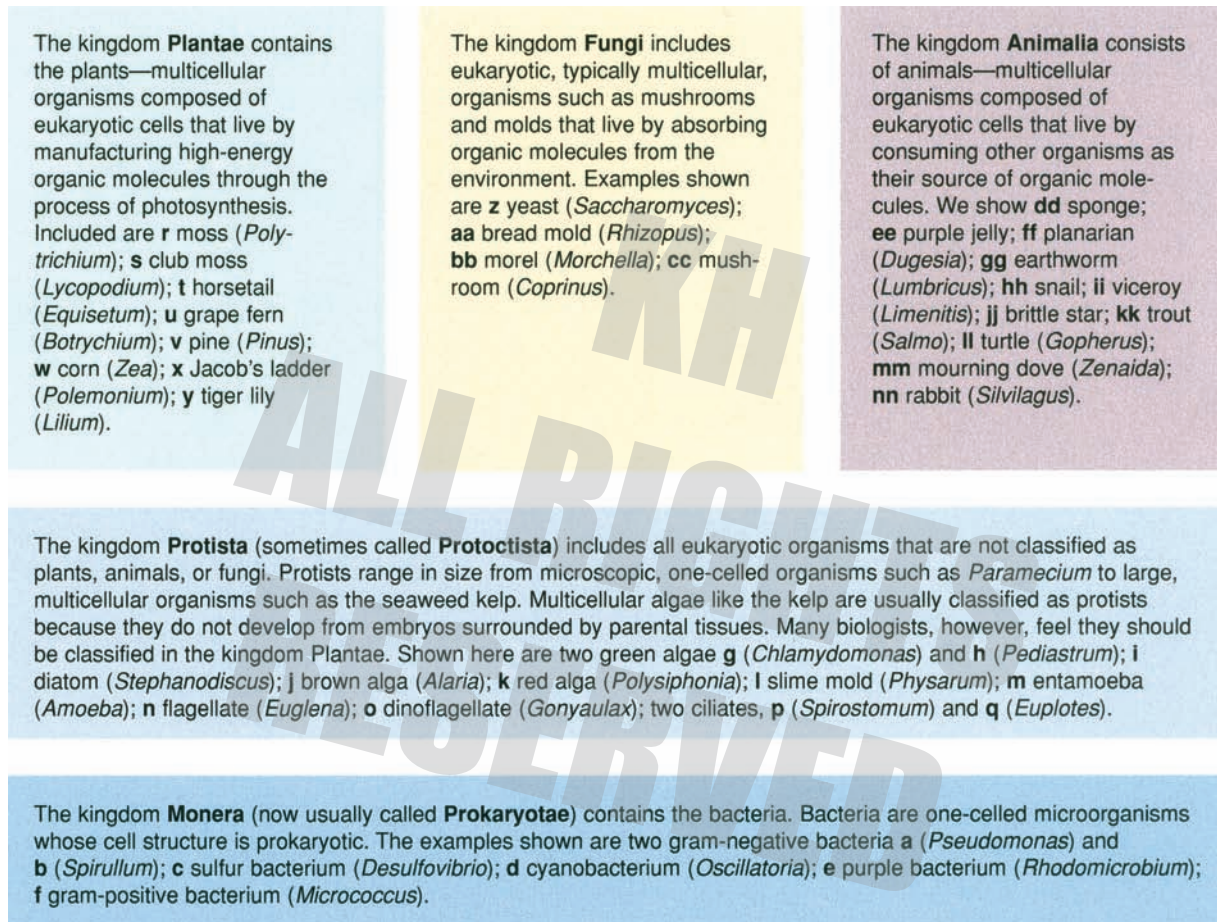 The kingdom Plantae contains
the plants—multicellular
organisms composed of
eukaryotic cells that live by
manufacturing high-energy
organic molecules through the
process of photosynthesis.
Included are r moss (Poly-
trichium); s club moss
(Lycopodium); t horsetail
(Equisetum); u grape fern
(Botrychium); v pine (Pinus);
w corn (Zea); x Jacob's ladder
(Polemonium); y tiger lily
(Lilium).
The kingdom Fungi includes
eukaryotic, typically multicellular,
organisms such as mushrooms
and molds that live by absorbing
organic molecules from the
environment. Examples shown
are z yeast (Saccharomyces);
aa bread mold (Rhizopus);
bb morel (Morchella); cc mush-
room (Coprinus).
The kingdom Animalia consists
of animals—multicellular
organisms composed of
eukaryotic cells that live by
consuming other organisms as
their source of organic mole-
cules. We show dd sponge;
ee purple jelly; ff planarian
(Dugesia); gg earthworm
(Lumbricus); hh snail; ii viceroy
(Limenitis); jj brittle star; kk trout
(Salmo); ll turtle (Gopherus);
mm mourning dove (Zenaida);
nn rabbit (Silvilagus).
The kingdom Protista (sometimes called Protoctista) includes all eukaryotic organisms that are not classified as
plants, animals, or fungi. Protists range in size from microscopic, one-celled organisms such as Paramecium to large,
multicellular organisms such as the seaweed kelp. Multicellular algae like the kelp are usually classified as protists
because they do not develop from embryos surrounded by parental tissues. Many biologists, however, feel they should
be classified in the kingdom Plantae. Shown here are two green algae g (Chlamydomonas) and h (Pediastrum); i
diatom (Stephanodiscus); j brown alga (Alaria); k red alga (Polysiphonia); l slime mold (Physarum); m entamoeba
(Amoeba); n flagellate (Euglena); o dinoflagellate (Gonyaulax); two ciliates, p (Spirostomum) and q (Euplotes).
The kingdom Monera (now usually called Prokaryotae) contains the bacteria. Bacteria are one-celled microorganisms
whose cell structure is prokaryotic. The examples shown are two gram-negative bacteria a (Pseudomonas) and
b (Spirullum); c sulfur bacterium (Desulfovibrio); d cyanobacterium (Oscillatoria); e purple bacterium (Rhodomicrobium);
f gram-positive bacterium (Micrococcus).
KH
ALL RIGHTS
RESERVED